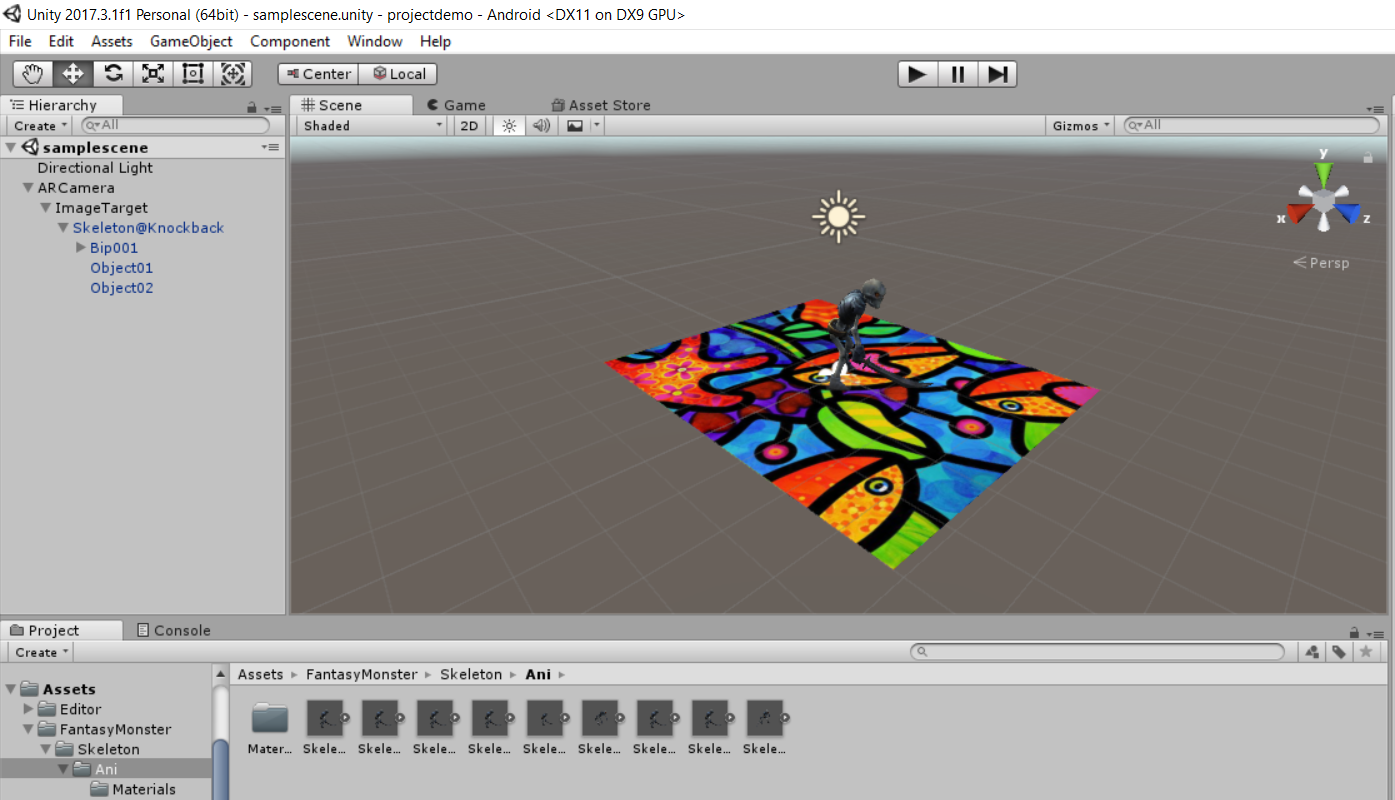 Unity 2017.3.1f1 Personal (64bit) - samplescene.unity - projectdemo - Android <DX11 on DX9 GPU>
File Edit Assets GameObject Component Window Help
Center Local
Hierarchy
Create All
samplescene
Directional Light
ARCamera
ImageTarget
Skeleton@Knockback
Bip001
Object01
Object02
Scene Game Asset Store
Shaded 2D Gizmos All
y
x z
Persp
Project Console
Create
Assets
Editor
FantasyMonster
Skeleton
Ani
Materials
Assets FantasyMonster Skeleton Ani
Mater... Skele... Skele... Skele... Skele... Skele... Skele... Skele... Skele... Skele...